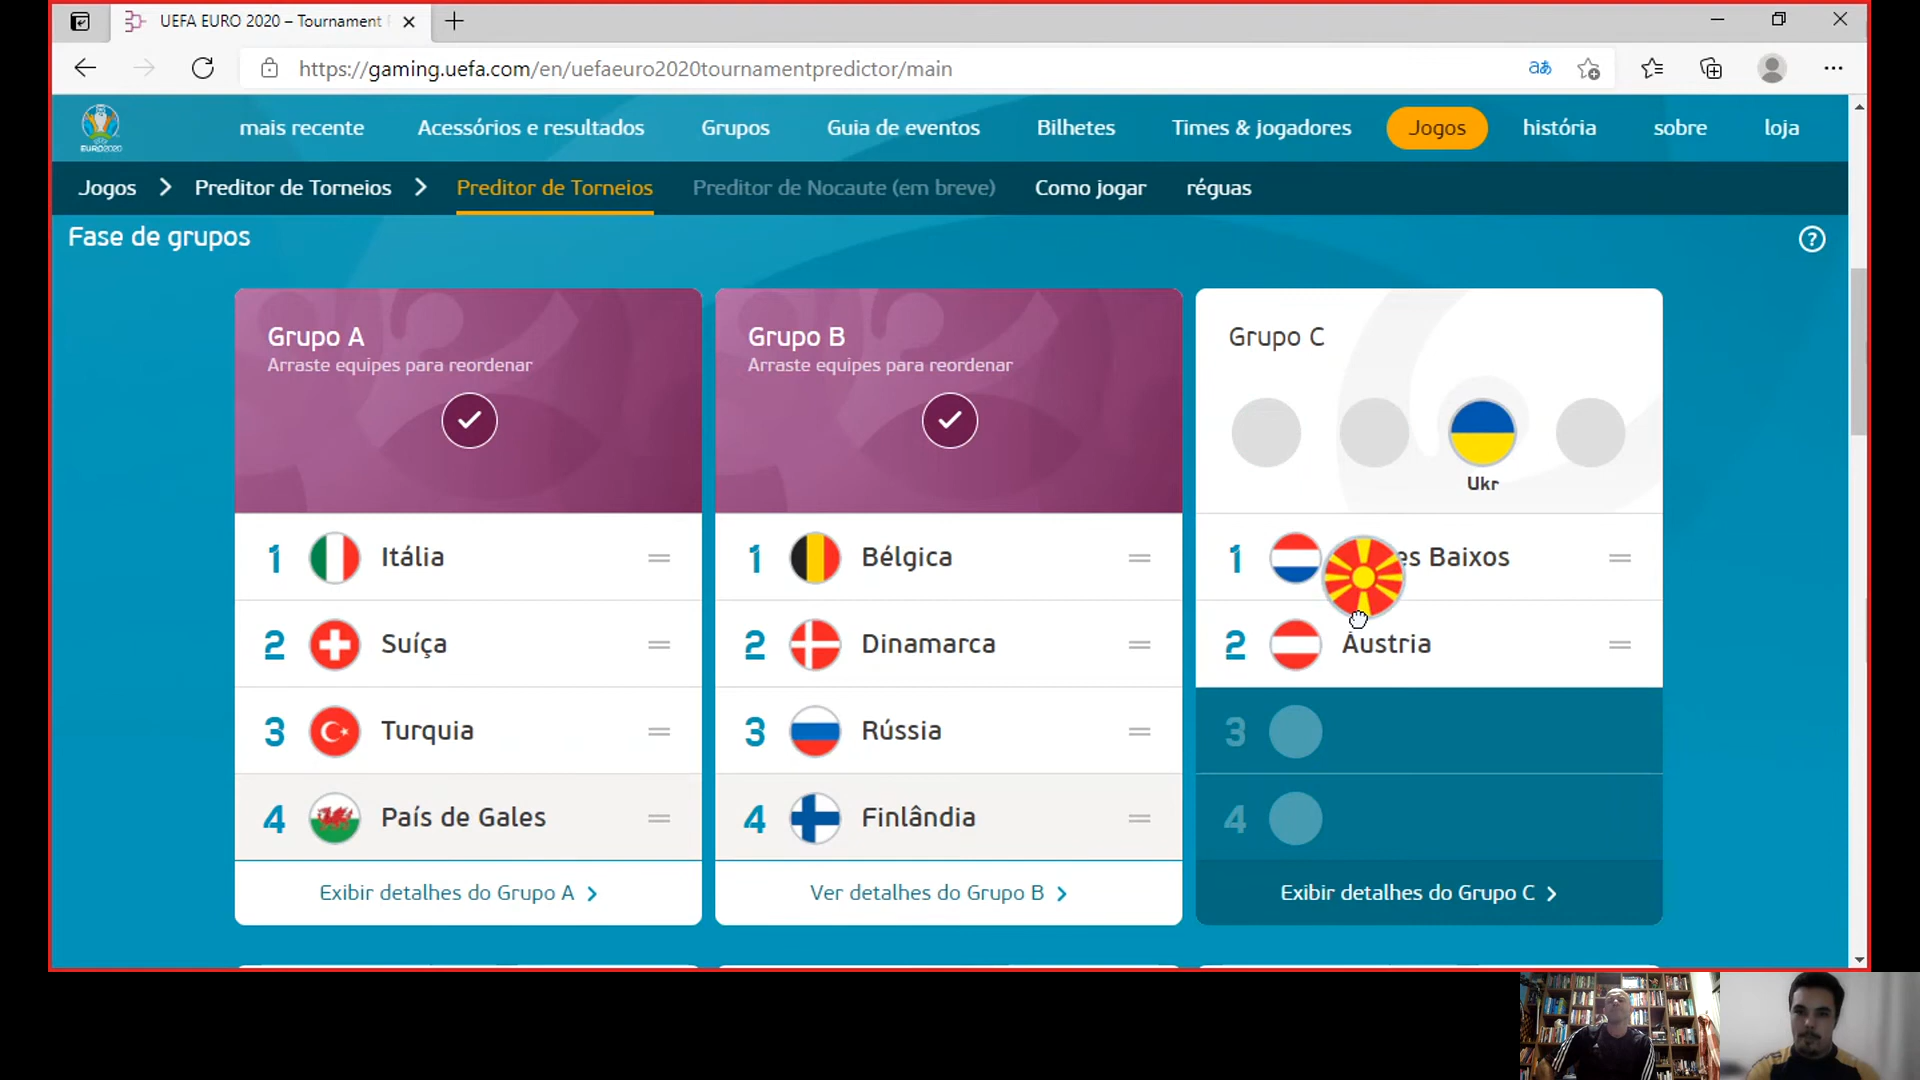 UEFA EURO 2020 – Tournament
https://gaming.uefa.com/en/uefaeuro2020tournamentpredictor/main
aあ
EURO2020
mais recente
Acessórios e resultados
Grupos
Guia de eventos
Bilhetes
Times & jogadores
Jogos
história
sobre
loja
Jogos
Preditor de Torneios
Preditor de Torneios
Preditor de Nocaute (em breve)
Como jogar
réguas
Fase de grupos
?
Grupo A
Arraste equipes para reordenar
1 Itália
2 Suíça
3 Turquia
4 País de Gales
Exibir detalhes do Grupo A
Grupo B
Arraste equipes para reordenar
1 Bélgica
2 Dinamarca
3 Rússia
4 Finlândia
Ver detalhes do Grupo B
Grupo C
Ukr
1 es Baixos
2 Áustria
3
4
Exibir detalhes do Grupo C